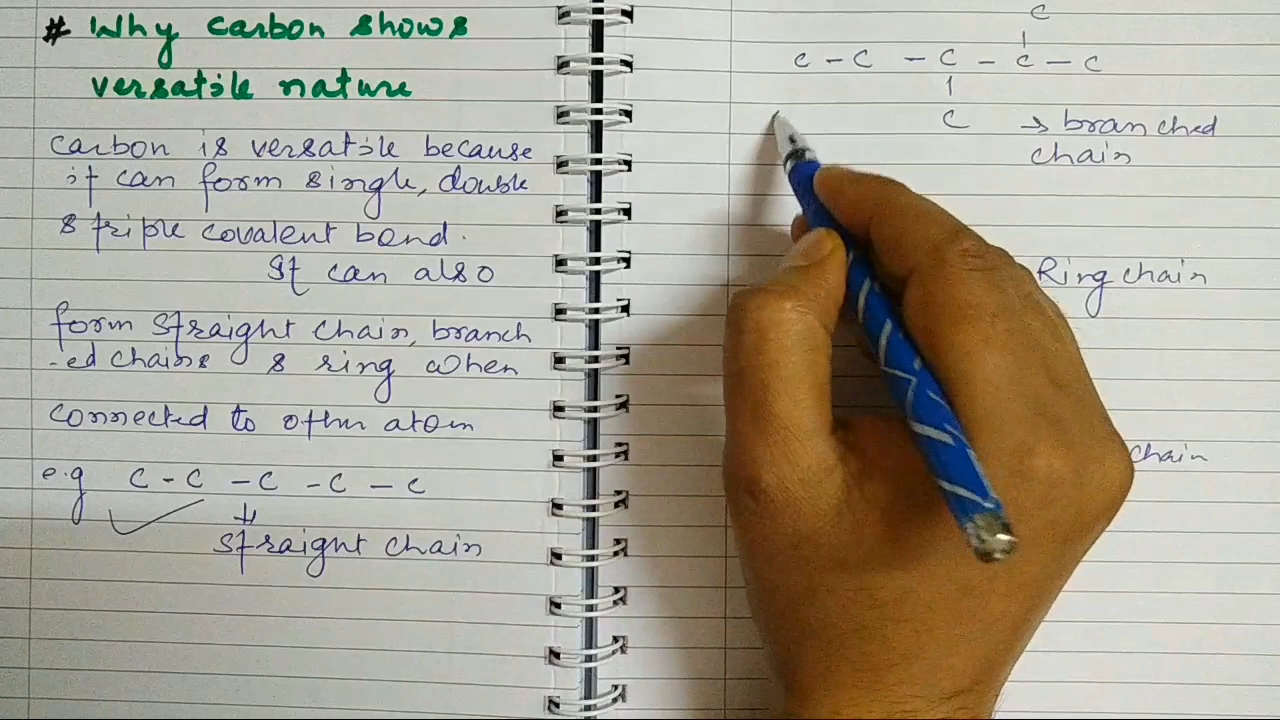 # Why carbon shows
versatile nature
carbon is versatile because
it can form single, double
& triple covalent bond.
It can also
form straight chain, branch
-ed chains & ring when
connected to other atom
e.g C - C - C - C - C
straight chain
C
C - C - C - C - C
C → branched
chain
Ring chain
chain